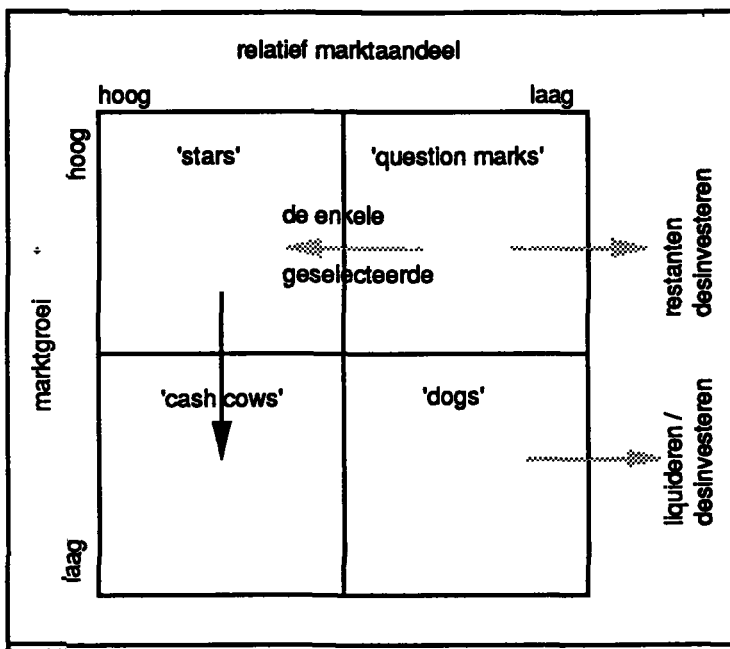 relatief marktaandeel
hoog
laag
hoog
'stars'
'question marks'
de enkele
geselecteerde
restanten
desinvesteren
marktgroei
'cash cows'
'dogs'
liquideren /
desinvesteren
laag